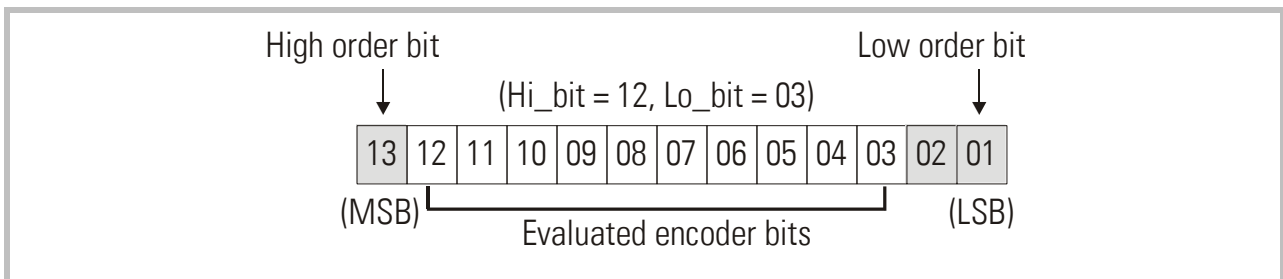 High order bit Low order bit
(Hi_bit = 12, Lo_bit = 03)
13 12 11 10 09 08 07 06 05 04 03 02 01
(MSB) (LSB)
Evaluated encoder bits